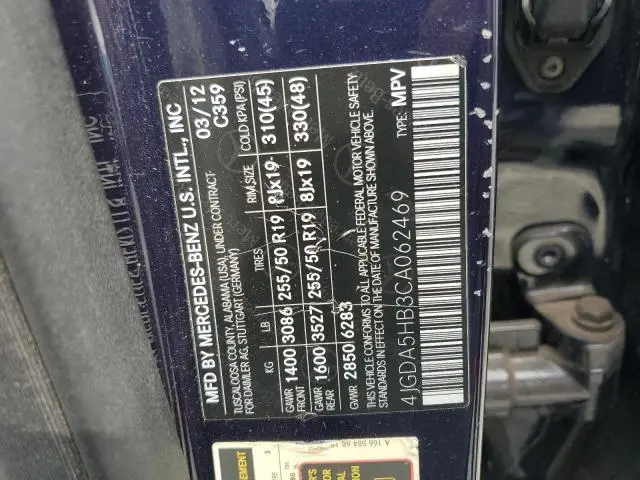 MFG BY MERCEDES-BENZ U.S. INTL., INC
TUSCALOOSA COUNTY, ALABAMA (USA), UNDER CONTRACT
FOR DAIMLER AG, STUTTGART (GERMANY)
03/12
C359
KG LB TIRES RIM,SIZE COLD KPA (PSI)
GAWR FRONT 1400 3086 255/50 R19 8Jx19 310(45)
GAWR REAR 1600 3527 255/50 R19 8Jx19 330(48)
GVWR 2850 6283
THIS VEHICLE CONFORMS TO ALL APPLICABLE FEDERAL MOTOR VEHICLE SAFETY
STANDARDS IN EFFECT ON THE DATE OF MANUFACTURE SHOWN ABOVE.
4JGDA5HB3CA062469 TYPE: MPV
A 166 584